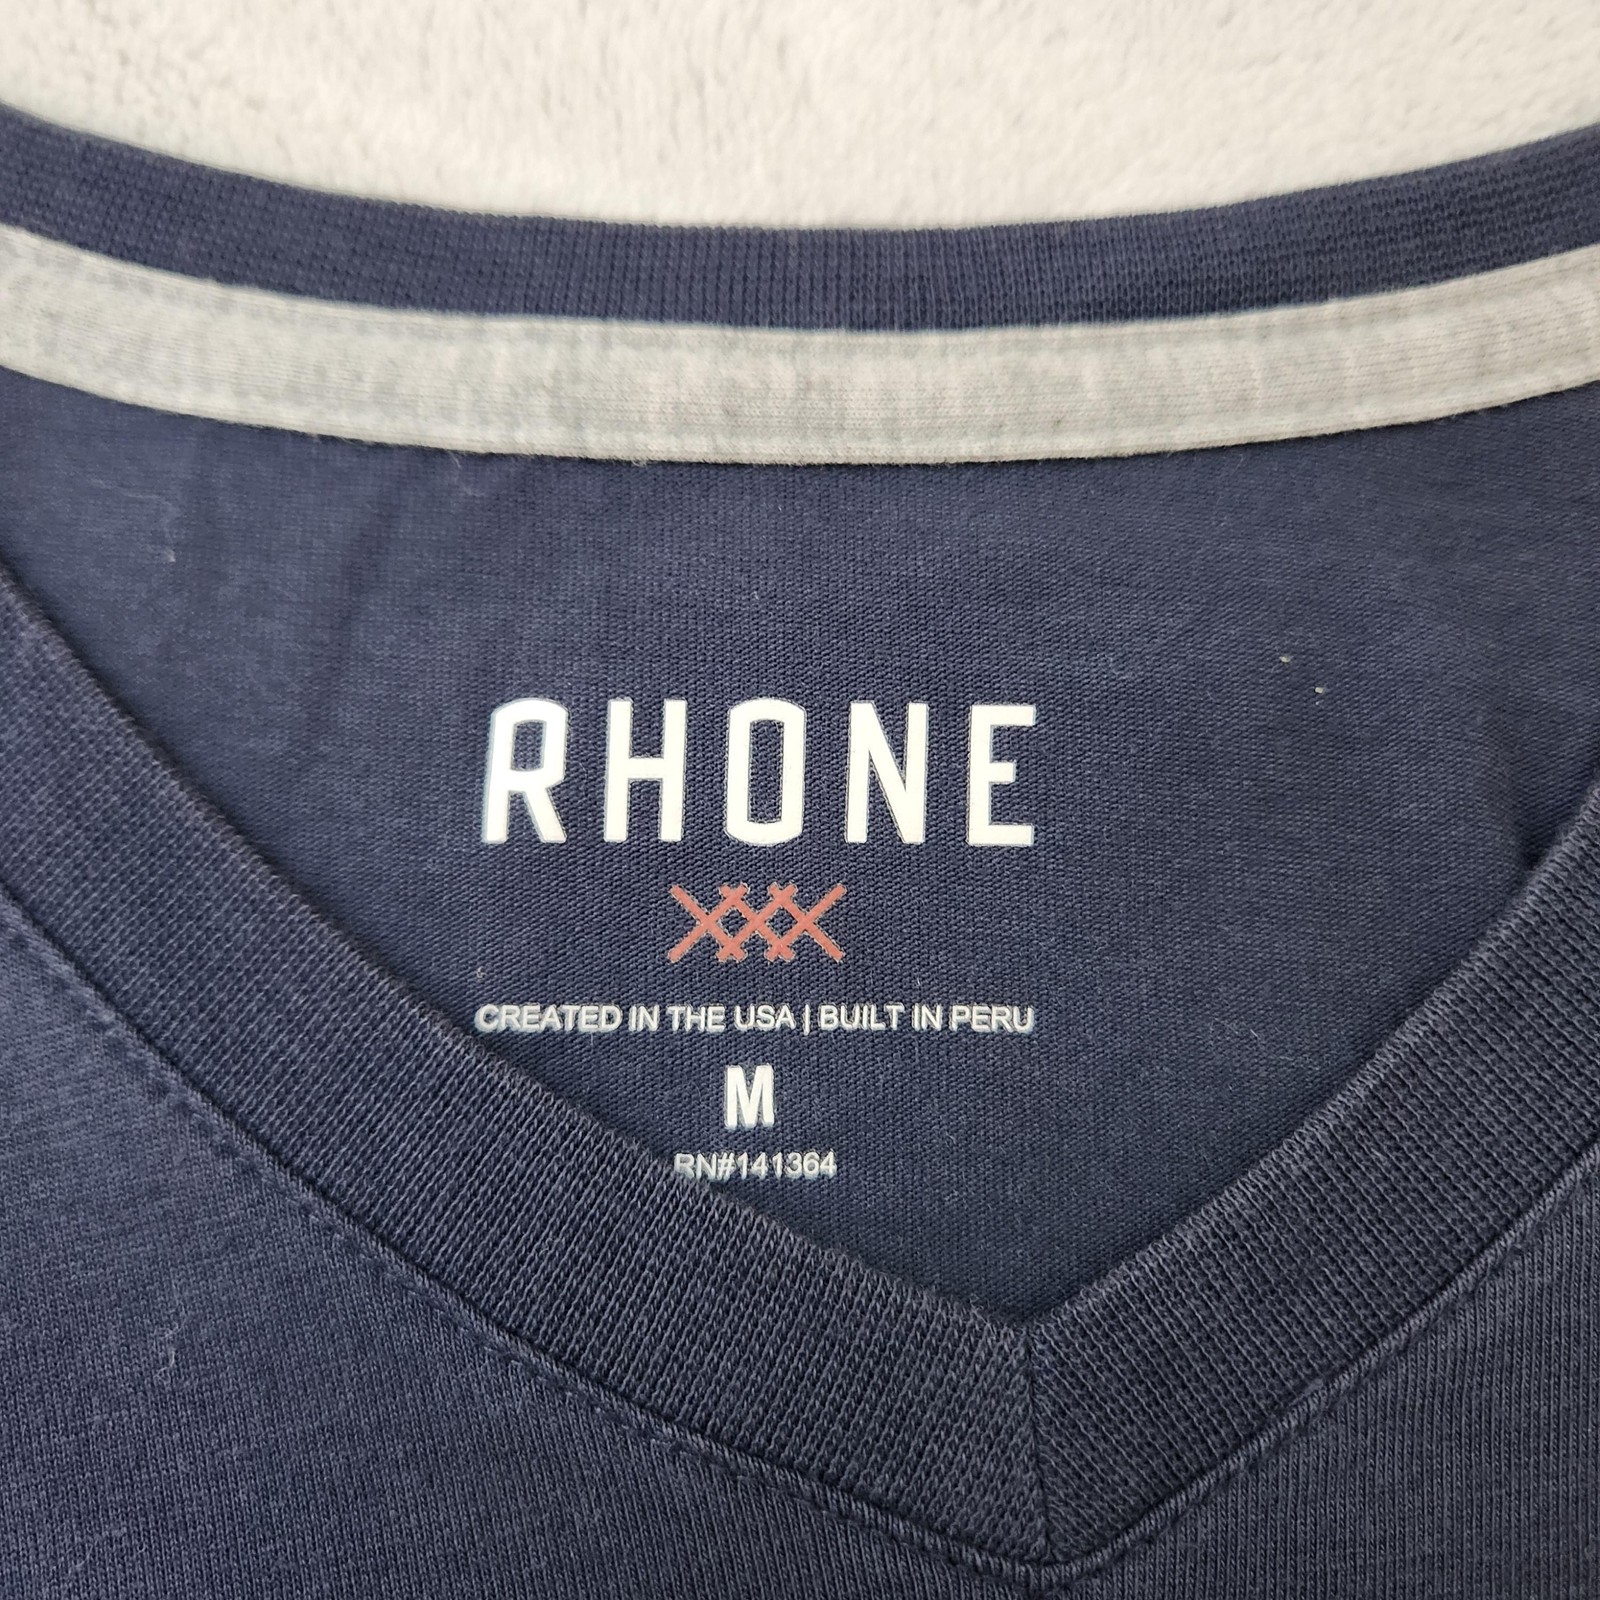 RHONE
CREATED IN THE USA | BUILT IN PERU
M
RN#141364